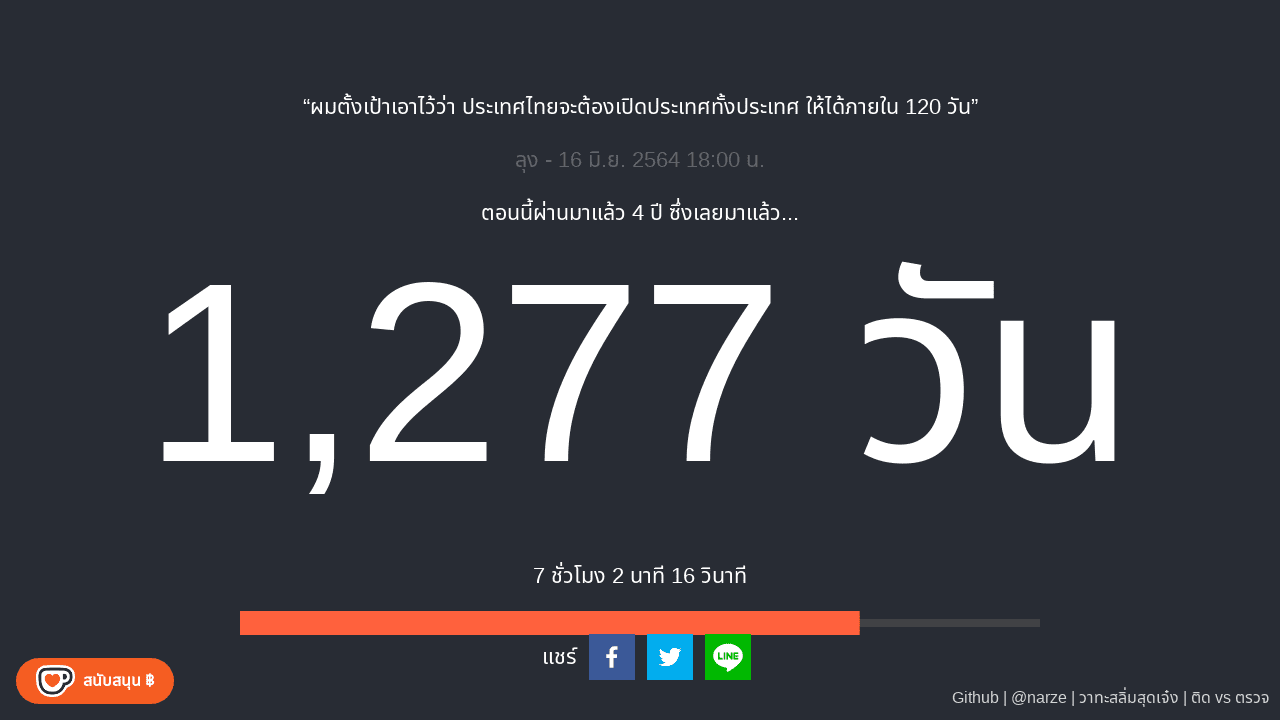 “ผมตั้งเป้าเอาไว้ว่า ประเทศไทยจะต้องเปิดประเทศทั้งประเทศ ให้ได้ภายใน 120 วัน”
ลุง - 16 มิ.ย. 2564 18:00 น.
ตอนนี้ผ่านมาแล้ว 4 ปี ซึ่งเลยมาแล้ว...
1,277 วัน
7 ชั่วโมง 2 นาที 16 วินาที
แชร์
LINE
สนับสนุน ฿
Github | @narze | วาทะสลิ่มสุดเจ๋ง | ติด vs ตรวจ